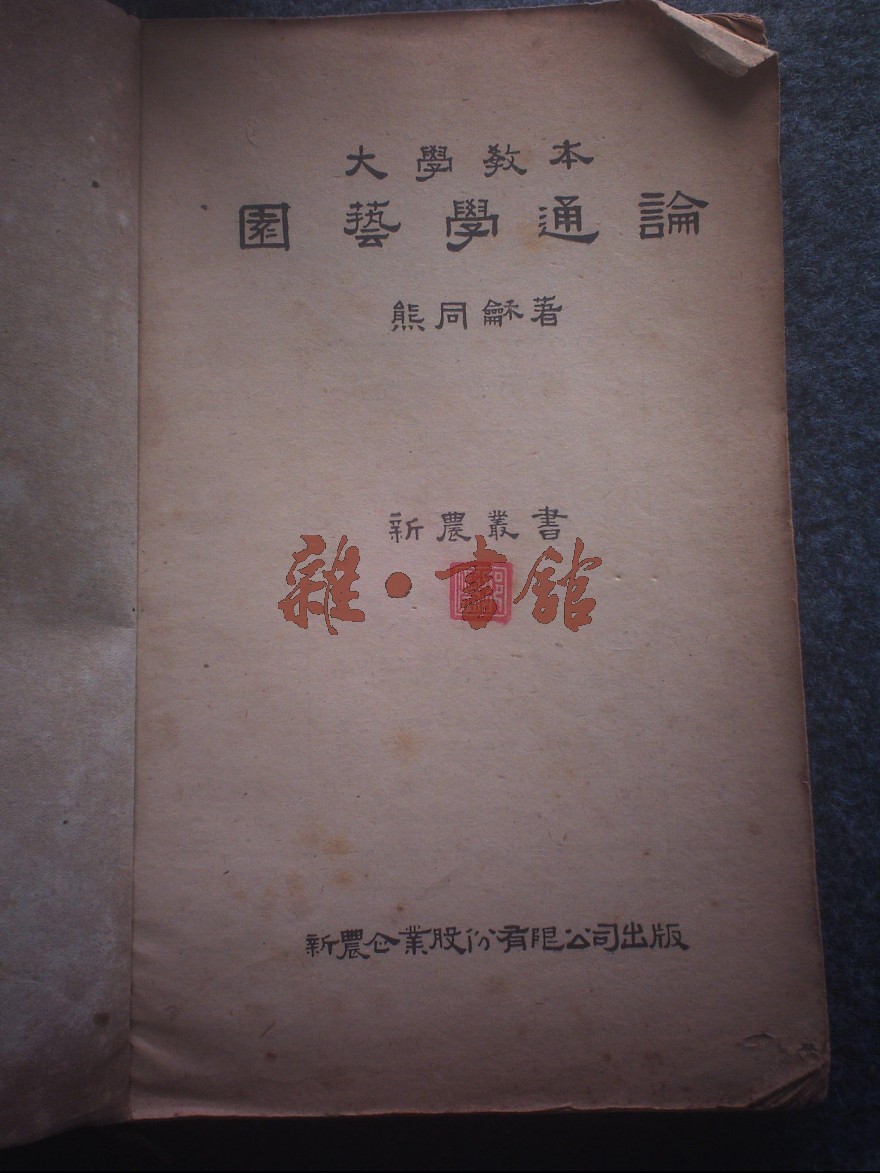 大學教本
園藝學通論
熊同龢著
新農叢書
雜·書館
新農企業股份有限公司出版